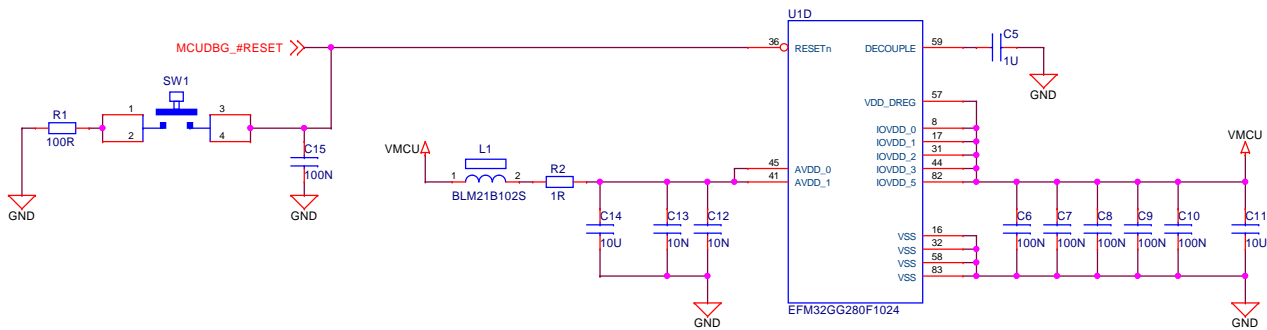 U1D
MCUDBG_#RESET
36
RESETn
DECOUPLE
59
C5
1U
GND
SW1
1
3
R1
2
4
100R
C15
100N
GND
GND
VDD_DREG
57
IOVDD_0
8
IOVDD_1
17
IOVDD_2
31
IOVDD_3
44
IOVDD_5
82
VMCU
L1
1
2
BLM21B102S
R2
1R
45
AVDD_0
41
AVDD_1
VMCU
C14
10U
C13
10N
C12
10N
GND
C6
100N
C7
100N
C8
100N
C9
100N
C10
100N
C11
10U
VSS
16
VSS
32
VSS
58
VSS
83
EFM32GG280F1024
GND